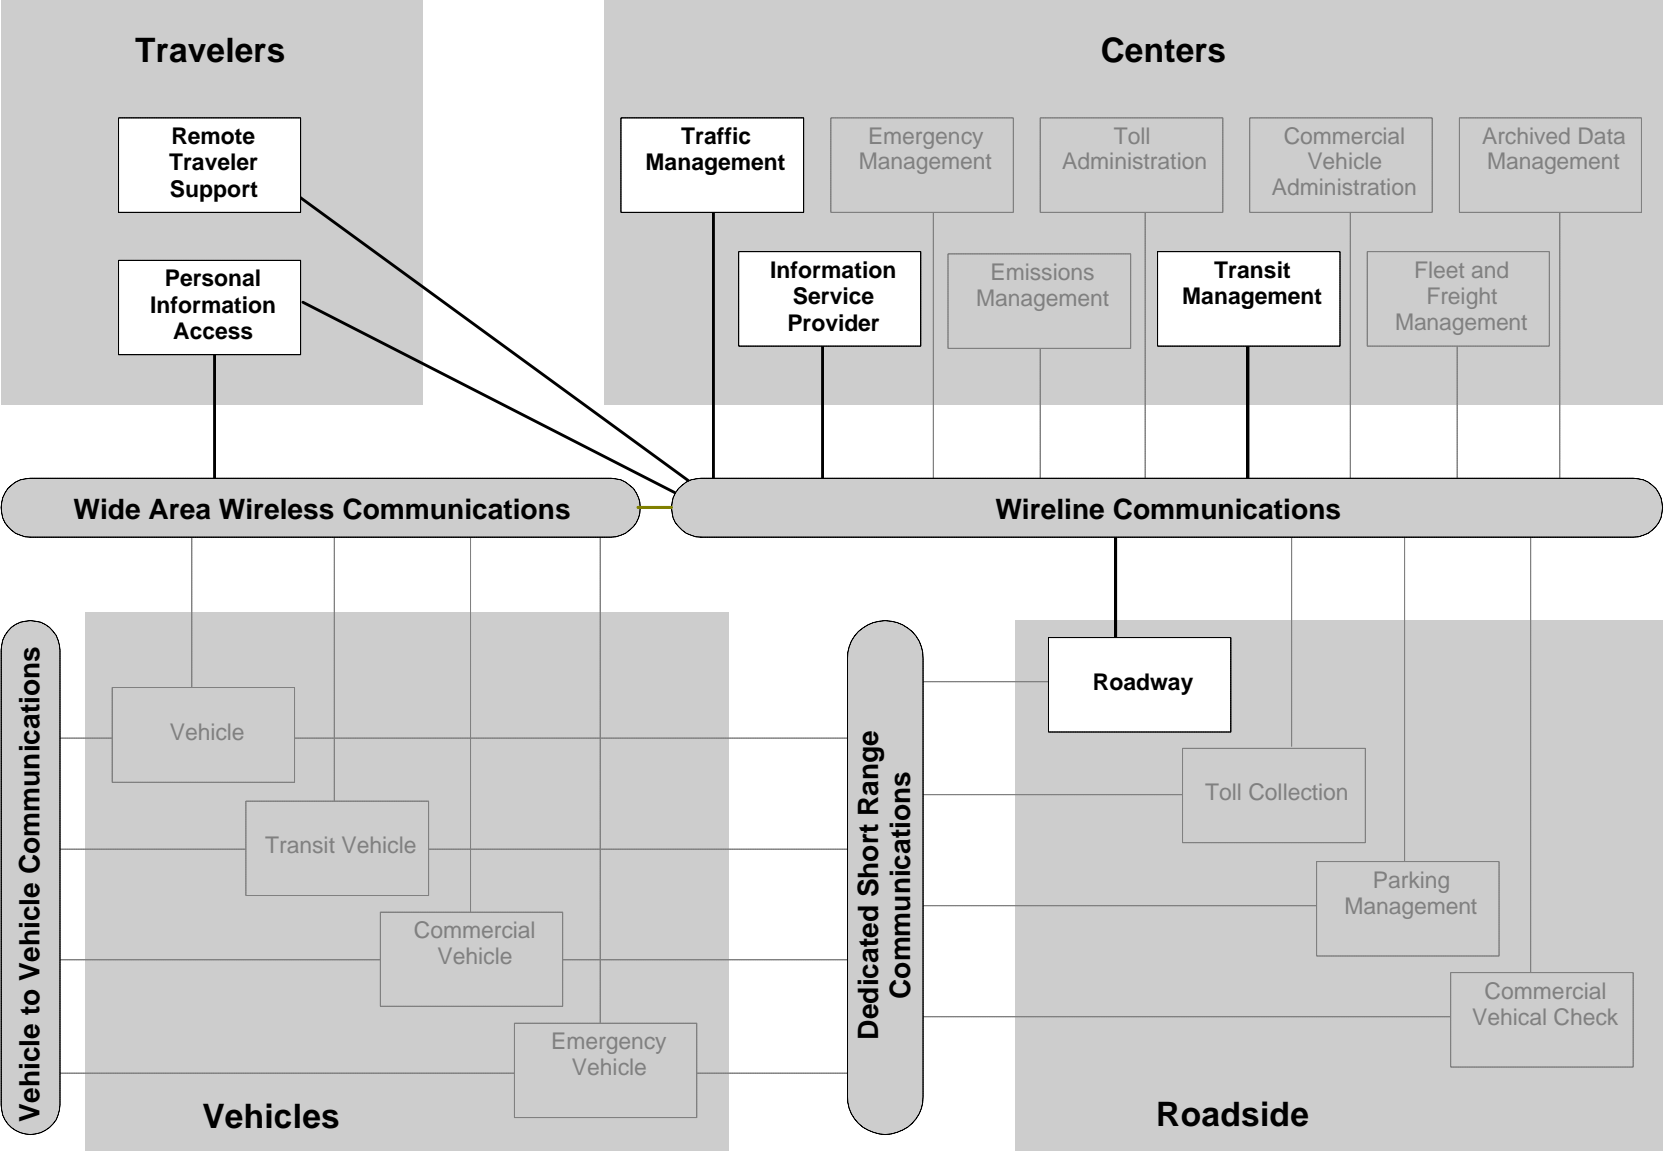 Travelers
Remote
Traveler
Support
Personal
Information
Access
Centers
Traffic
Management
Emergency
Management
Toll
Administration
Commercial
Vehicle
Administration
Archived Data
Management
Information
Service
Provider
Emissions
Management
Transit
Management
Fleet and
Freight
Management
Wide Area Wireless Communications
Wireline Communications
Vehicle to Vehicle Communications
Vehicle
Transit Vehicle
Commercial
Vehicle
Emergency
Vehicle
Vehicles
Dedicated Short Range
Communications
Roadway
Toll Collection
Parking
Management
Commercial
Vehical Check
Roadside